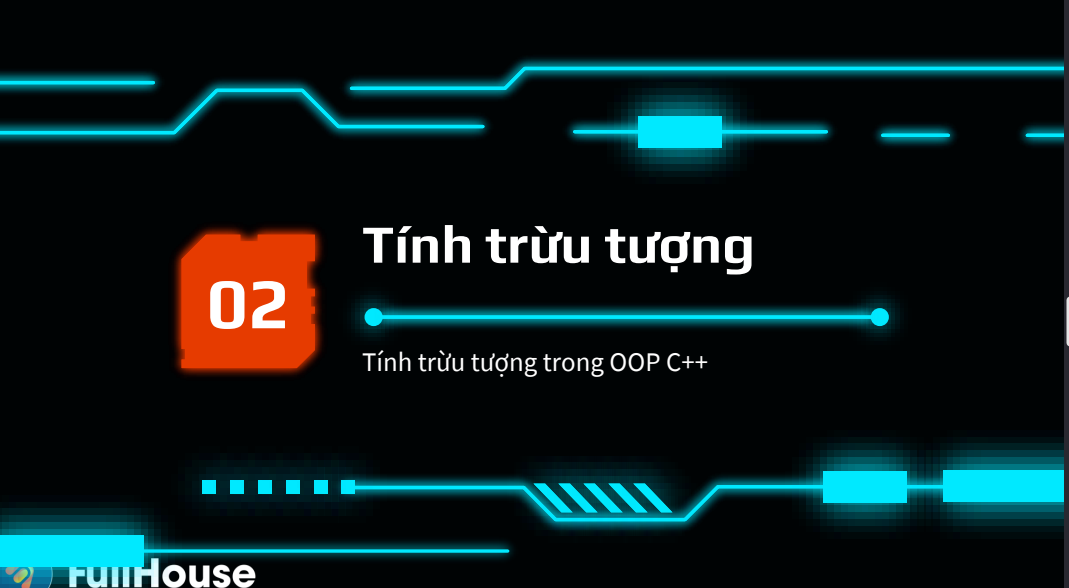 Tính trừu tượng
02
Tính trừu tượng trong OOP C++
FullHouse